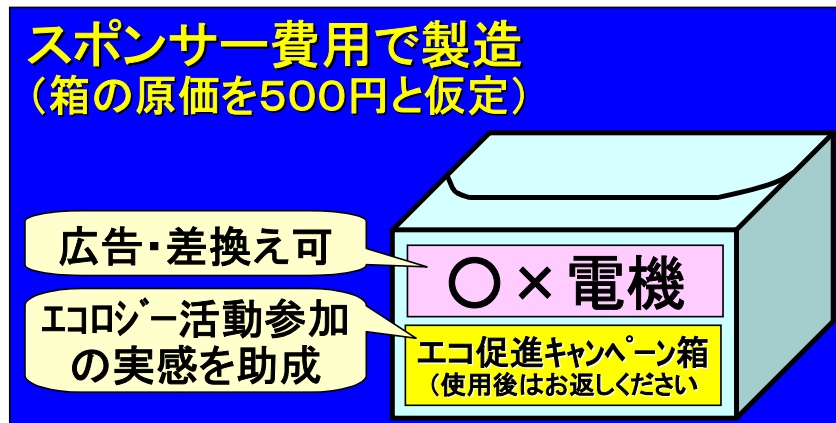 スポンサー費用で製造
（箱の原価を５００円と仮定）
広告・差換え可
〇×電機
ｴｺﾛｼﾞｰ活動参加
の実感を助成
エコ促進ｷｬﾝﾍﾟｰﾝ箱
（使用後はお返しください